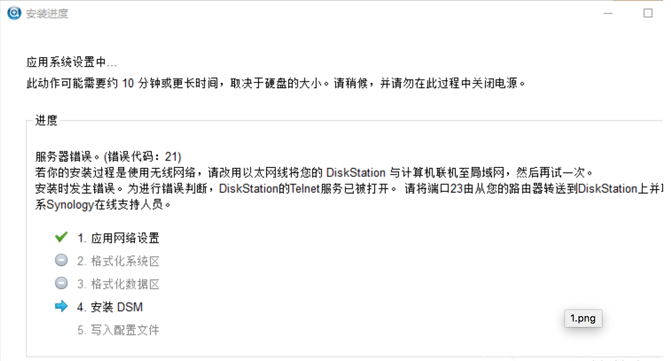 安装进度
应用系统设置中...
此动作可能需要约 10 分钟或更长时间，取决于硬盘的大小。请稍候，并请勿在此过程中关闭电源。
进度
服务器错误。(错误代码：21)
若你的安装过程是使用无线网络，请改用以太网线将您的 DiskStation 与计算机联机至局域网，然后再试一次。
安装时发生错误。为进行错误判断，DiskStation的Telnet服务已被打开。 请将端口23由从您的路由器转送到DiskStation上并
系Synology在线支持人员。
1. 应用网络设置
2. 格式化系统区
3. 格式化数据区
4. 安装 DSM
1.png
5. 写入配置文件